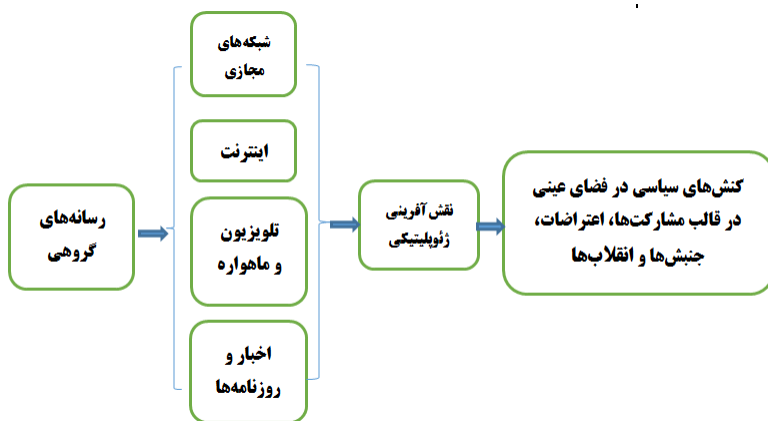 رسانه‌های
گروهی
شبکه‌های
مجازی
اینترنت
تلویزیون
و ماهواره
اخبار و
روزنامه‌ها
نقش‌آفرینی
ژئوپلیتیکی
کنش‌های سیاسی در فضای عینی
در قالب مشارکت‌ها، اعتراضات،
جنبش‌ها و انقلاب‌ها